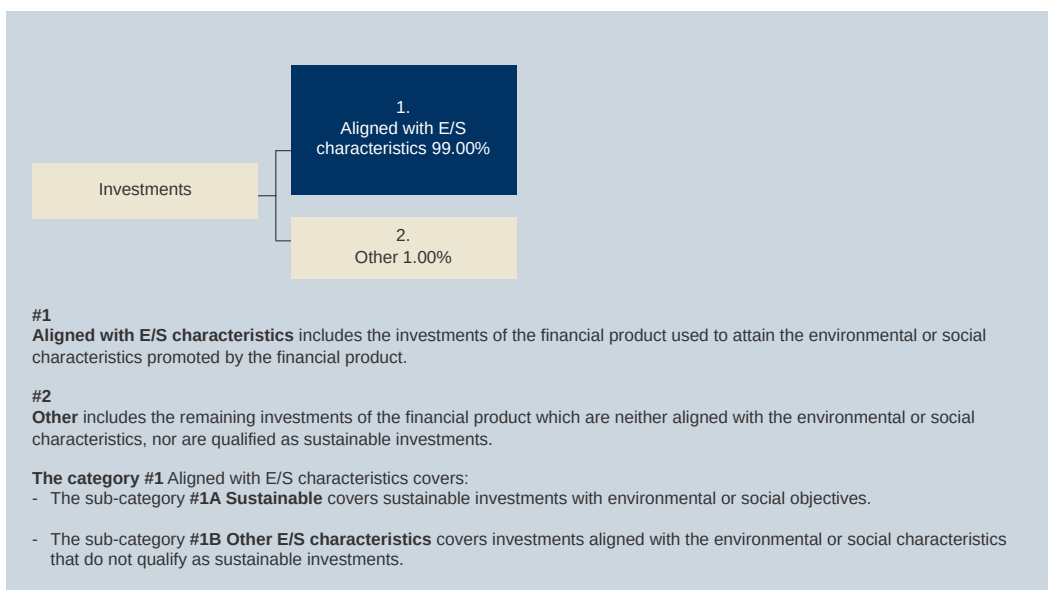 1.
Aligned with E/S
characteristics 99.00%
Investments
2.
Other 1.00%
#1
Aligned with E/S characteristics includes the investments of the financial product used to attain the environmental or social
characteristics promoted by the financial product.
#2
Other includes the remaining investments of the financial product which are neither aligned with the environmental or social
characteristics, nor are qualified as sustainable investments.
The category #1 Aligned with E/S characteristics covers:
- The sub-category #1A Sustainable covers sustainable investments with environmental or social objectives.
- The sub-category #1B Other E/S characteristics covers investments aligned with the environmental or social characteristics
that do not qualify as sustainable investments.